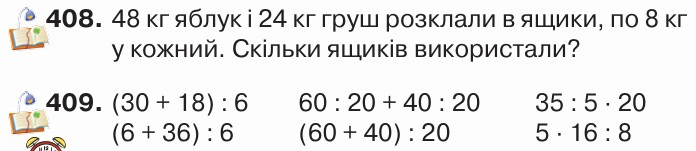 408. 48 кг яблук і 24 кг груш розклали в ящики, по 8 кг
у кожний. Скільки ящиків використали?
409. (30 + 18) : 6 60 : 20 + 40 : 20 35 : 5 · 20
(6 + 36) : 6 (60 + 40) : 20 5 · 16 : 8